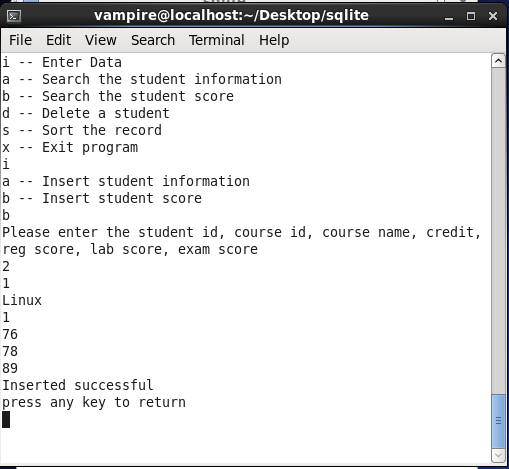 vampire@localhost:~/Desktop/sqlite
File Edit View Search Terminal Help
i -- Enter Data
a -- Search the student information
b -- Search the student score
d -- Delete a student
s -- Sort the record
x -- Exit program
i
a -- Insert student information
b -- Insert student score
b
Please enter the student id, course id, course name, credit,
reg score, lab score, exam score
2
1
Linux
1
76
78
89
Inserted successful
press any key to return